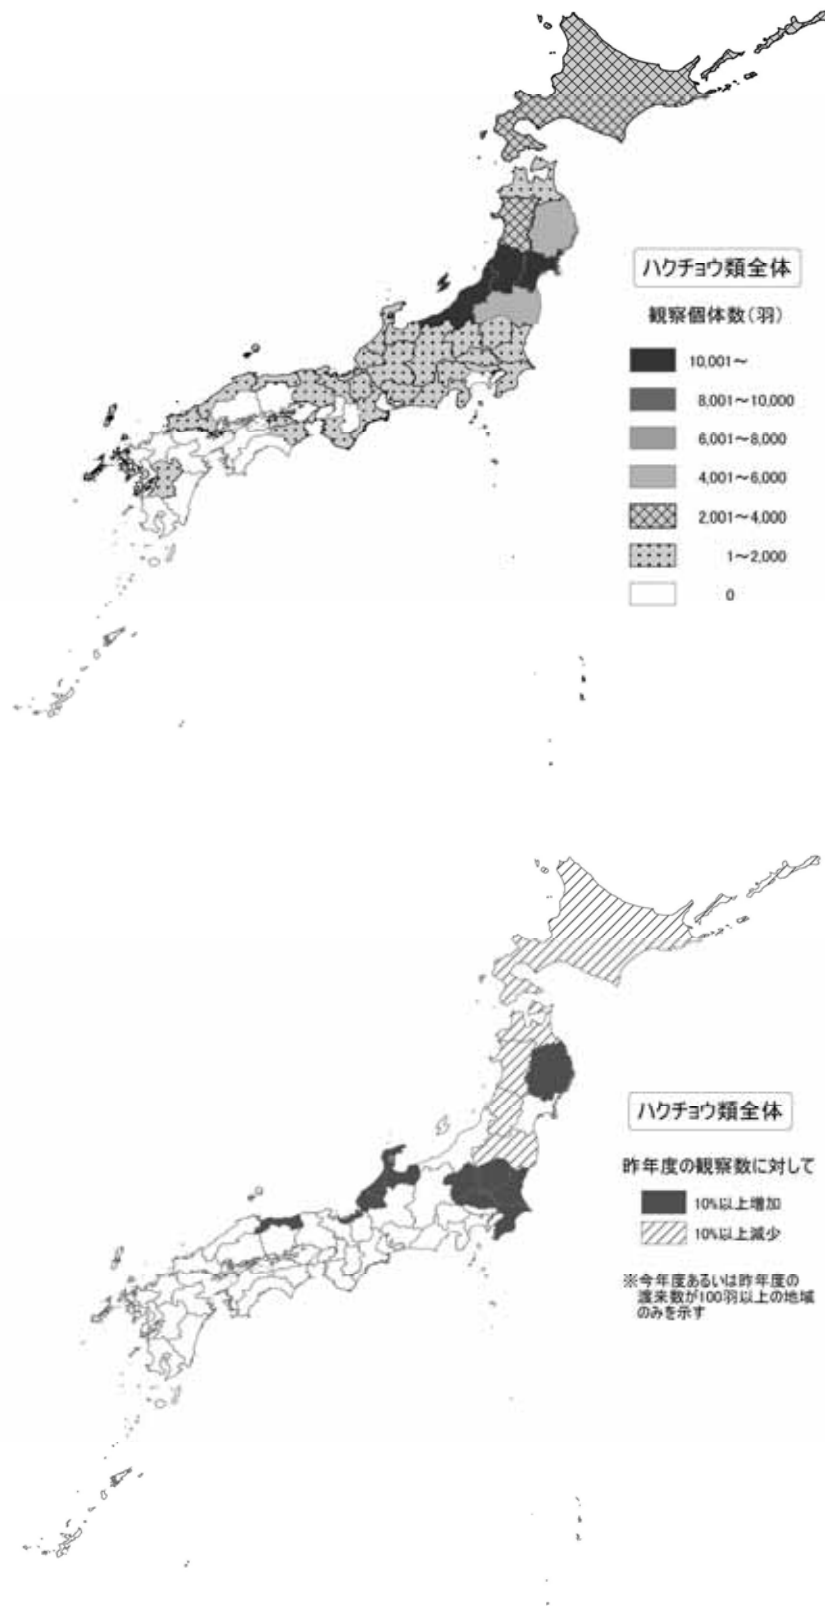 ハクチョウ類全体
観察個体数(羽)
10,001～
8,001～10,000
6,001～8,000
4,001～6,000
2,001～4,000
1～2,000
0
ハクチョウ類全体
昨年度の観察数に対して
10%以上増加
10%以上減少
※今年度あるいは昨年度の
渡来数が100羽以上の地域
のみを示す